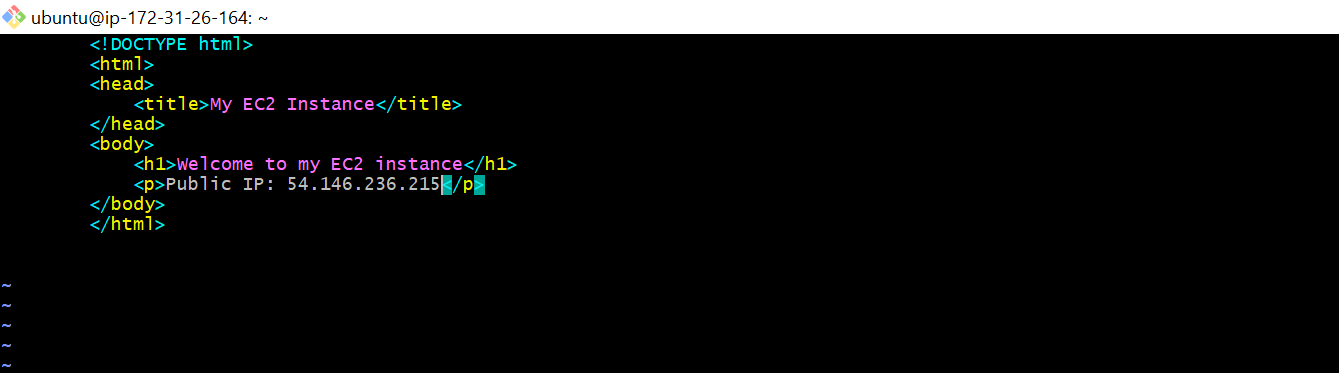 ubuntu@ip-172-31-26-164: ~
<!DOCTYPE html>
<html>
<head>
<title>My EC2 Instance</title>
</head>
<body>
<h1>Welcome to my EC2 instance</h1>
<p>Public IP: 54.146.236.215</p>
</body>
</html>
~
~
~
~
~